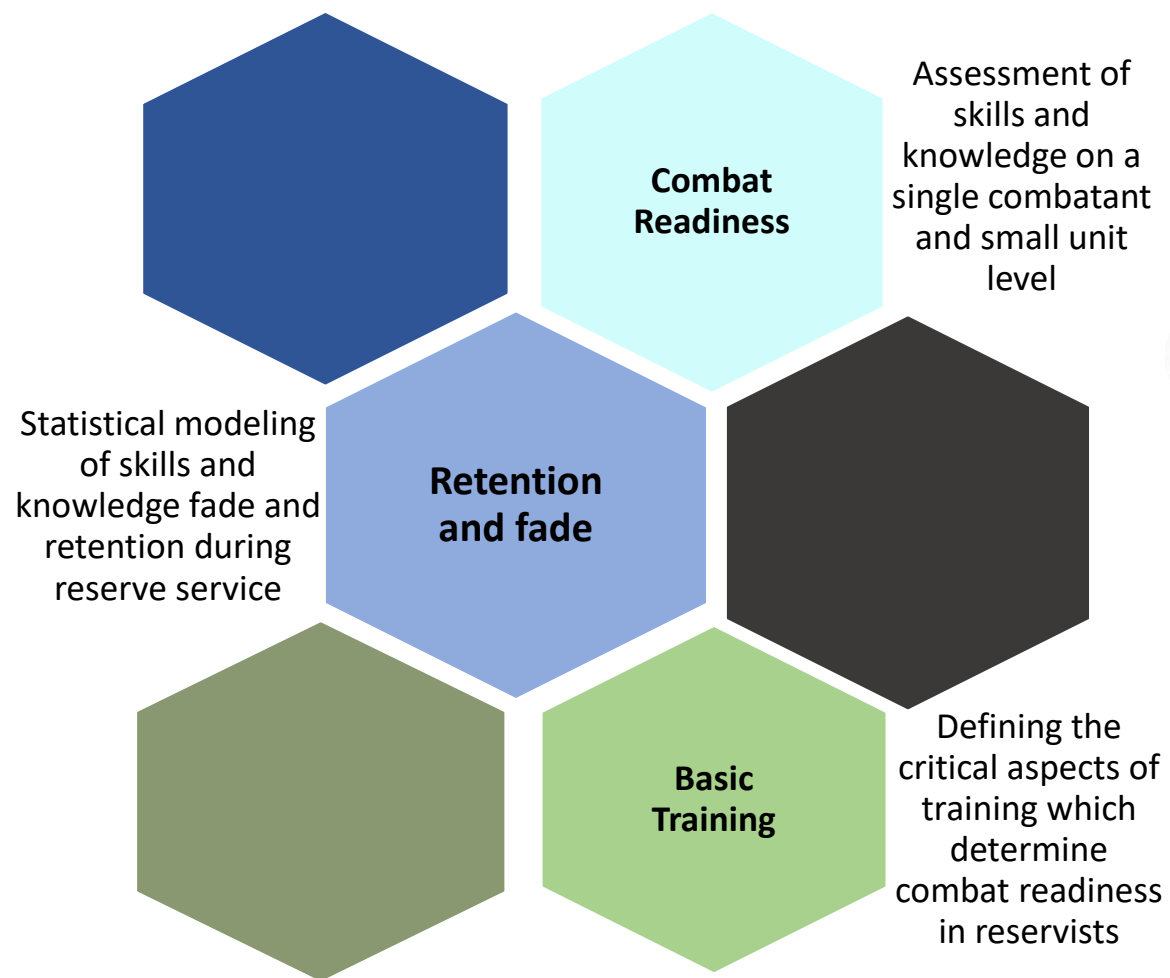 Combat
Readiness
Assessment of
skills and
knowledge on a
single combatant
and small unit
level
Statistical modeling
of skills and
knowledge fade and
retention during
reserve service
Retention
and fade
Basic
Training
Defining the
critical aspects of
training which
determine
combat readiness
in reservists